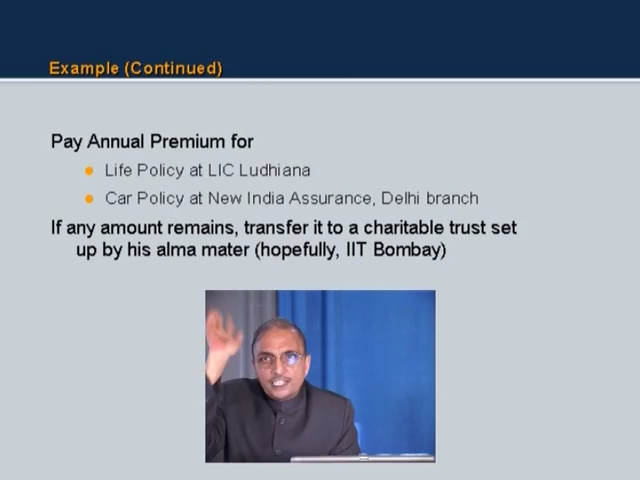 Example (Continued)
Pay Annual Premium for
Life Policy at LIC Ludhiana
Car Policy at New India Assurance, Delhi branch
If any amount remains, transfer it to a charitable trust set
up by his alma mater (hopefully, IIT Bombay)